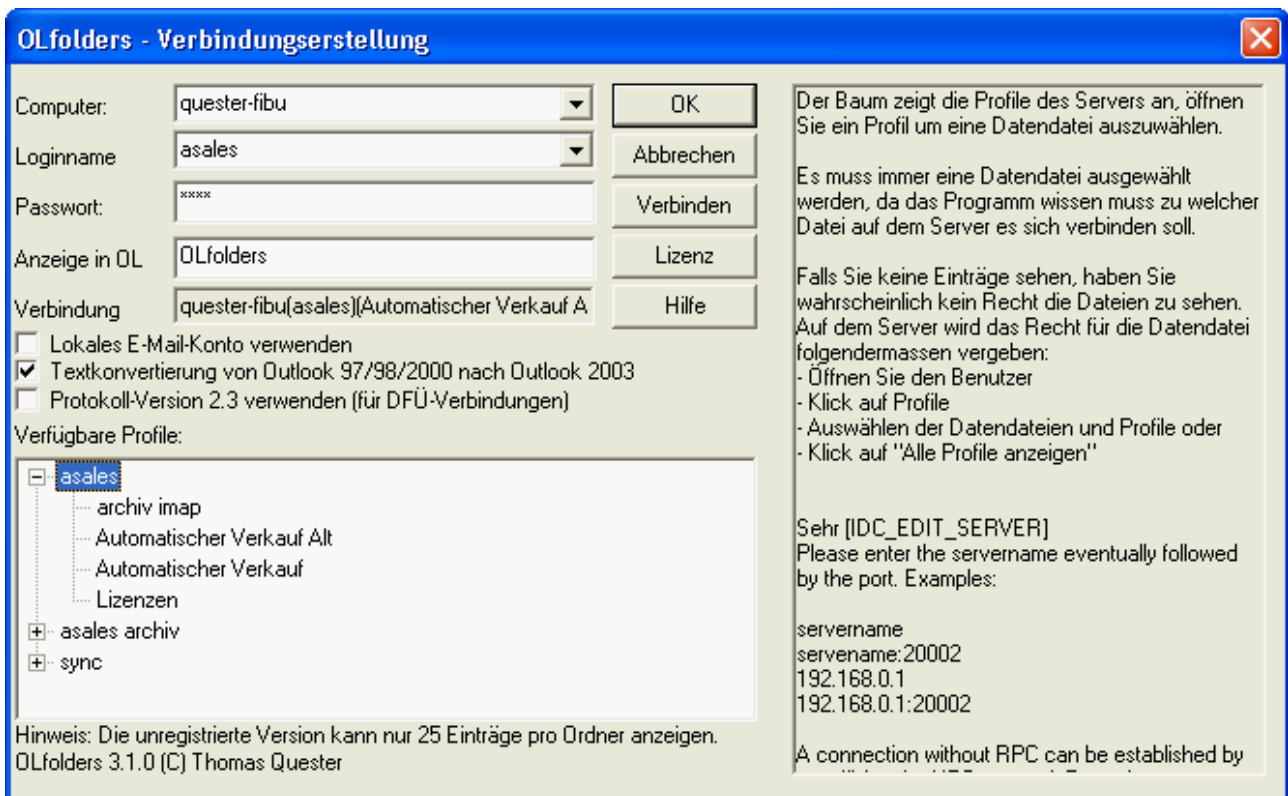 OLfolders - Verbindungserstellung
Computer:
quester-fibu
OK
Loginname
asales
Abbrechen
Passwort:
xxxx
Verbinden
Anzeige in OL
OLfolders
Lizenz
Verbindung
quester-fibu(asales)(Automatischer Verkauf A
Hilfe
Lokales E-Mail-Konto verwenden
Textkonvertierung von Outlook 97/98/2000 nach Outlook 2003
Protokoll-Version 2.3 verwenden (für DFÜ-Verbindungen)
Verfügbare Profile:
asales
archiv imap
Automatischer Verkauf Alt
Automatischer Verkauf
Lizenzen
asales archiv
sync
Hinweis: Die unregistrierte Version kann nur 25 Einträge pro Ordner anzeigen.
OLfolders 3.1.0 (C) Thomas Quester
Der Baum zeigt die Profile des Servers an, öffnen
Sie ein Profil um eine Datendatei auszuwählen.
Es muss immer eine Datendatei ausgewählt
werden, da das Programm wissen muss zu welcher
Datei auf dem Server es sich verbinden soll.
Falls Sie keine Einträge sehen, haben Sie
wahrscheinlich kein Recht die Dateien zu sehen.
Auf dem Server wird das Recht für die Datendatei
folgendermassen vergeben:
- Öffnen Sie den Benutzer
- Klick auf Profile
- Auswählen der Datendateien und Profile oder
- Klick auf "Alle Profile anzeigen"
Sehr [IDC_EDIT_SERVER]
Please enter the servername eventually followed
by the port. Examples:
servername
servename:20002
192.168.0.1
192.168.0.1:20002
A connection without RPC can be established by